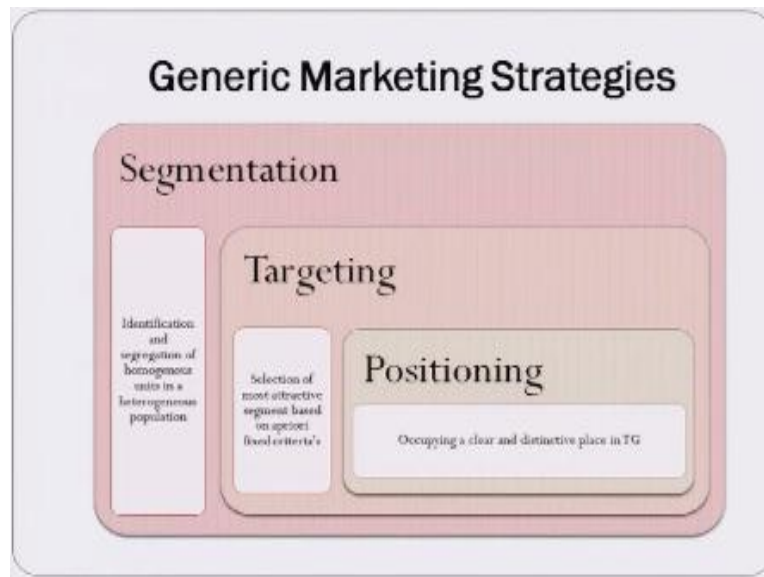 Generic Marketing Strategies
Segmentation
Identification
and
segregation of
homogenous
units in a
heterogeneous
population
Targeting
Selection of
most attractive
segment based
on apriori
fixed criteria's
Positioning
Occupying a clear and distinctive place in TG